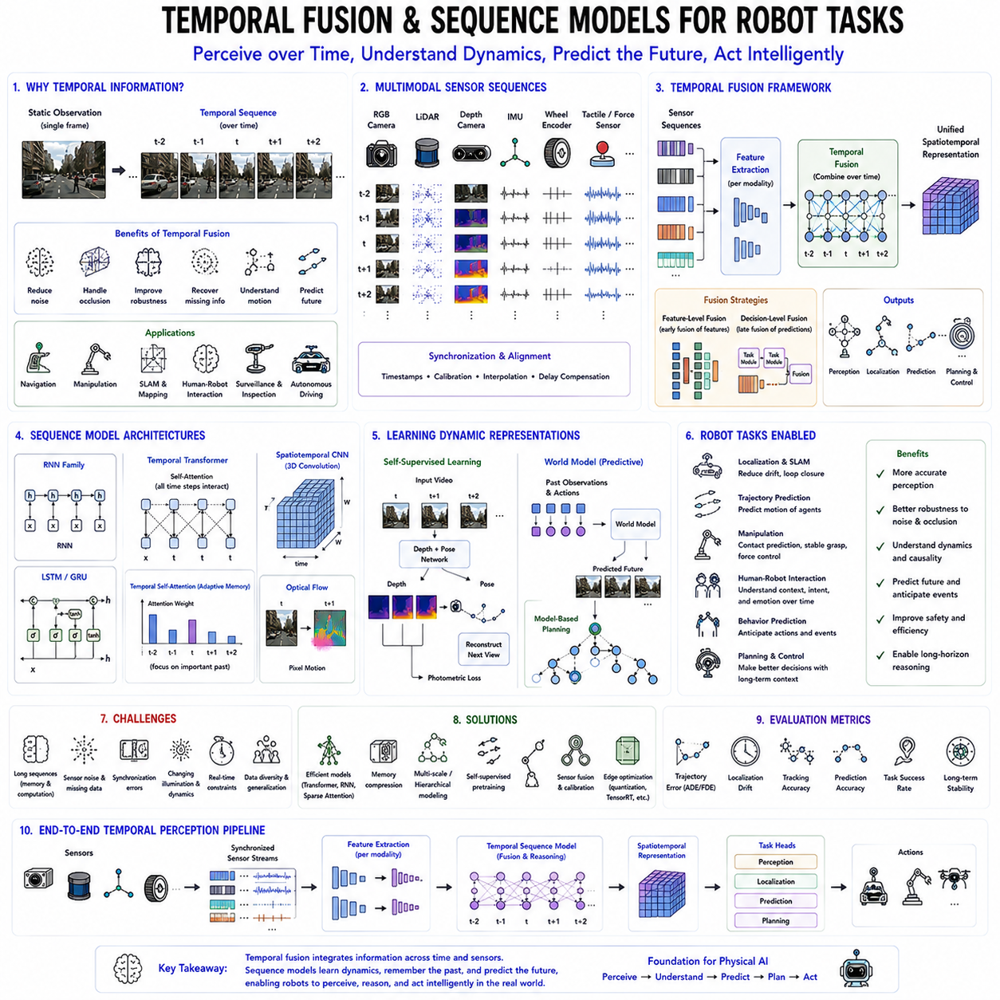 TEMPORAL FUSION & SEQUENCE MODELS FOR ROBOT TASKS
Perceive over Time, Understand Dynamics, Predict the Future, Act Intelligently
1. WHY TEMPORAL INFORMATION?
Static Observation
(single frame)
Temporal Sequence
(over time)
t-2 t-1 t t+1 t+2
... ...
Benefits of Temporal Fusion
Reduce
noise
Handle
occlusion
Improve
robustness
Recover
missing info
Understand
motion
Predict
future
Applications
Navigation
Manipulation
SLAM &
Mapping
Human-Robot
Interaction
Surveillance &
Inspection
Autonomous
Driving
2. MULTIMODAL SENSOR SEQUENCES
RGB
Camera
LiDAR
Depth
Camera
IMU
Wheel
Encoder
Tactile / Force
Sensor
...
t-2
t-1
t
t+1
t+2
Synchronization & Alignment
Timestamps • Calibration • Interpolation • Delay Compensation
3. TEMPORAL FUSION FRAMEWORK
Sensor
Sequences
...
Feature
Extraction
(per modality)
Temporal
Fusion
(Combine over time)
t-2 t-1 t t+1 t+2
Unified
Spatiotemporal
Representation
Fusion Strategies
Feature-Level Fusion
(early fusion of features)
Decision-Level Fusion
(late fusion of predictions)
Task
Module
Task
Module
Fusion
Outputs
Perception
Localization
Prediction
Planning &
Control
4. SEQUENCE MODEL ARCHITEICTURES
RNN Family
h h h h
x x x x
RNN
LSTM / GRU
h
tanh
σ σ σ tanh
h
x
Temporal Transformer
Self-Attention
(all time steps interact)
x t t t
Temporal Self-Attention (Adaptive Memory)
Attention Weight
t-2 t-1 t t+1 t+2
(focus on important past)
Spatiotemporal CNN
(3D Convolution)
T
W
W
time
Optical Flow
t t+1
Pixel Motion
5. LEARNING DYNAMIC REPRESENTATIONS
Self-Supervised Learning
Input Video
t t+1 t+2
...
Depth + Pose
Network
Depth
Pose
Reconstruct
Next View
Photometric Loss
World Model (Predictive)
Past Observations
& Actions
World Model
Predicted Future
...
Model-Based
Planning
6. ROBOT TASKS ENABLED
Localization & SLAM
Reduce drift, loop closure
Trajectory Prediction
Predict motion of agents
Manipulation
Contact prediction, stable grasp,
force control
Human-Robot Interaction
Understand context, intent,
and emotion over time
Behavior Prediction
Anticipate actions and events
Planning & Control
Make better decisions with
long-term context
Benefits
✓ More accurate
perception
✓ Better robustness to
noise & occlusion
✓ Understand dynamics
and causality
✓ Predict future and
anticipate events
✓ Improve safety and
efficiency
✓ Enable long-horizon
reasoning
7. CHALLENGES
Long sequences
(memory &
computation)
Sensor noise &
missing data
Synchronization
errors
Changing
illumination &
dynamics
Real-time
constraints
Data diversity &
generalization
8. SOLUTIONS
Efficient models
(Transformer, RNN,
Sparse Attention)
Memory
compression
Multi-scale /
Hierarchical
modeling
Self-supervised
pretraining
Sensor fusion
& calibration
Edge optimization
(quantization,
TensorRT, etc.)
9. EVALUATION METRICS
Trajectory
Error (ADE/FDE)
Localization
Drift
Tracking
Accuracy
Prediction
Accuracy
Task Success
Rate
Long-term
Stability
10. END-TO-END TEMPORAL PERCEPTION PIPELINE
Sensors
...
Synchronized
Sensor Streams
...
Feature Extraction
(per modality)
Temporal Sequence Model
(Fusion & Reasoning)
t-2 t-1 t t+1 t+2
Spatiotemporal
Representation
Task Heads
Perception
Localization
Prediction
Planning
Actions
...
Key Takeaway:
Temporal fusion integrates information across time and sensors.
Sequence models learn dynamics, remember the past, and predict the future,
enabling robots to perceive, reason, and act intelligently in the real world.
Foundation for Physical AI
Perceive → Understand → Predict → Plan → Act